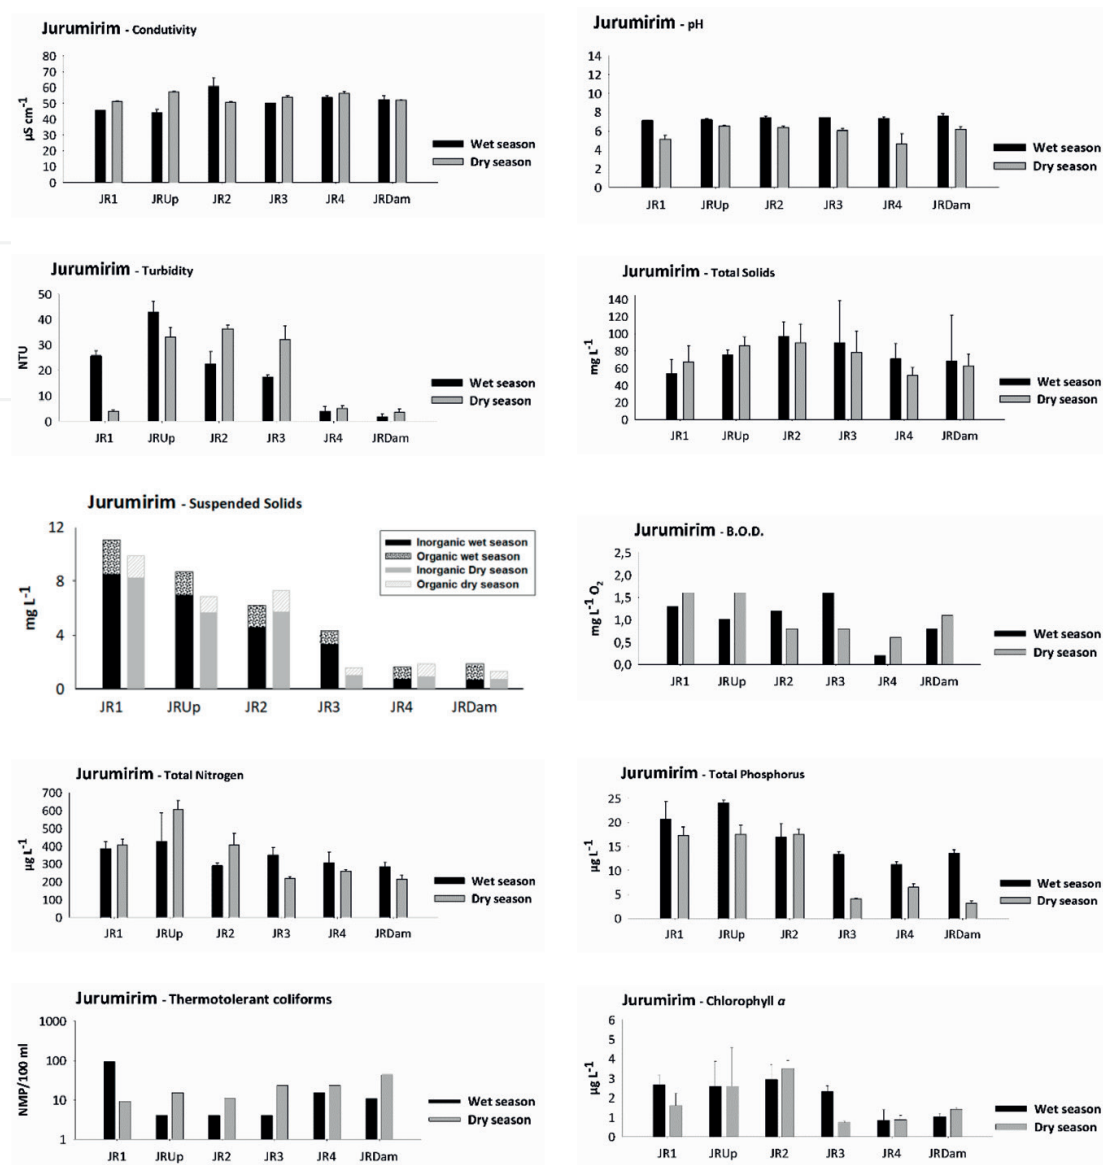 Jurumirim - Condutivity
80
70
60
50
40
30
20
10
0
µS cm-1
JR1 JRUp JR2 JR3 JR4 JRDam
Wet season
Dry season
Jurumirim - pH
14
12
10
8
6
4
2
0
JR1 JRUp JR2 JR3 JR4 JRDam
Wet season
Dry season
Jurumirim - Turbidity
50
40
30
20
10
0
NTU
JR1 JRUp JR2 JR3 JR4 JRDam
Wet season
Dry season
Jurumirim - Total Solids
140
120
100
80
60
40
20
0
mg L-1
JR1 JRUp JR2 JR3 JR4 JRDam
Wet season
Dry season
Jurumirim - Suspended Solids
12
8
4
0
mg L-1
Inorganic wet season
Organic wet season
Inorganic Dry season
Organic dry season
JR1 JRUp JR2 JR3 JR4 JRDam
Jurumirim - B.O.D.
2,5
2,0
1,5
1,0
0,5
0,0
mg L-1 O2
JR1 JRUp JR2 JR3 JR4 JRDam
Wet season
Dry season
Jurumirim - Total Nitrogen
700
600
500
400
300
200
100
0
µg L-1
JR1 JRUp JR2 JR3 JR4 JRDam
Wet season
Dry season
Jurumirim - Total Phosphorus
25
20
15
10
5
0
µg L-1
JR1 JRUp JR2 JR3 JR4 JRDam
Wet season
Dry season
Jurumirim - Thermotolerant coliforms
1000
100
10
1
NMP/100 ml
JR1 JRUp JR2 JR3 JR4 JRDam
Wet season
Dry season
Jurumirim - Chlorophyll a
6
5
4
3
2
1
0
µg L-1
JR1 JRUp JR2 JR3 JR4 JRDam
Wet season
Dry season